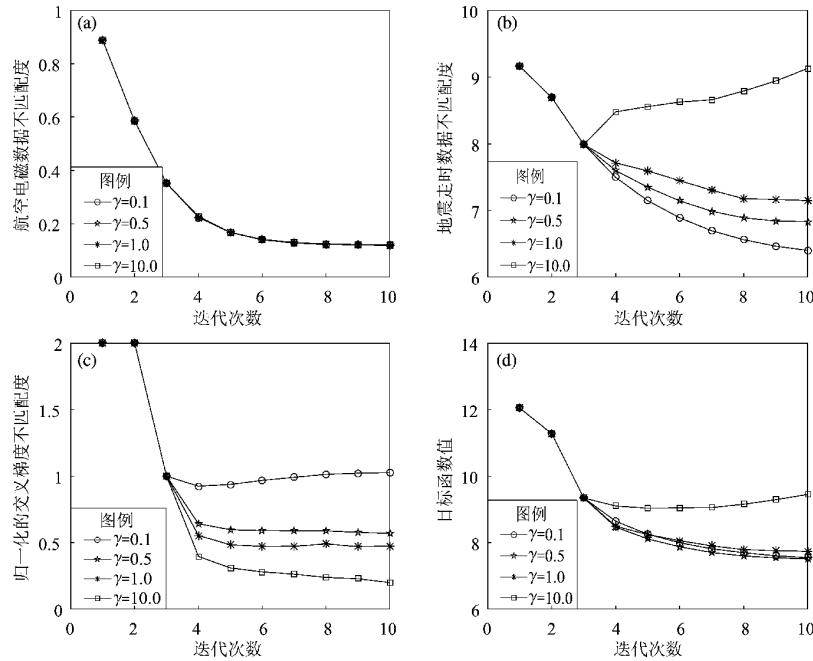 (a)
航空电磁数据不匹配度
1
0.8
0.6
0.4
0.2
0
图例
γ=0.1
γ=0.5
γ=1.0
γ=10.0
0 2 4 6 8 10
迭代次数
(b)
地震走时数据不匹配度
10
9
8
7
6
图例
γ=0.1
γ=0.5
γ=1.0
γ=10.0
0 2 4 6 8 10
迭代次数
(c)
归一化的交叉梯度不匹配度
2
1.5
1
0.5
0
图例
γ=0.1
γ=0.5
γ=1.0
γ=10.0
0 2 4 6 8 10
迭代次数
(d)
目标函数值
14
12
10
8
6
图例
γ=0.1
γ=0.5
γ=1.0
γ=10.0
0 2 4 6 8 10
迭代次数